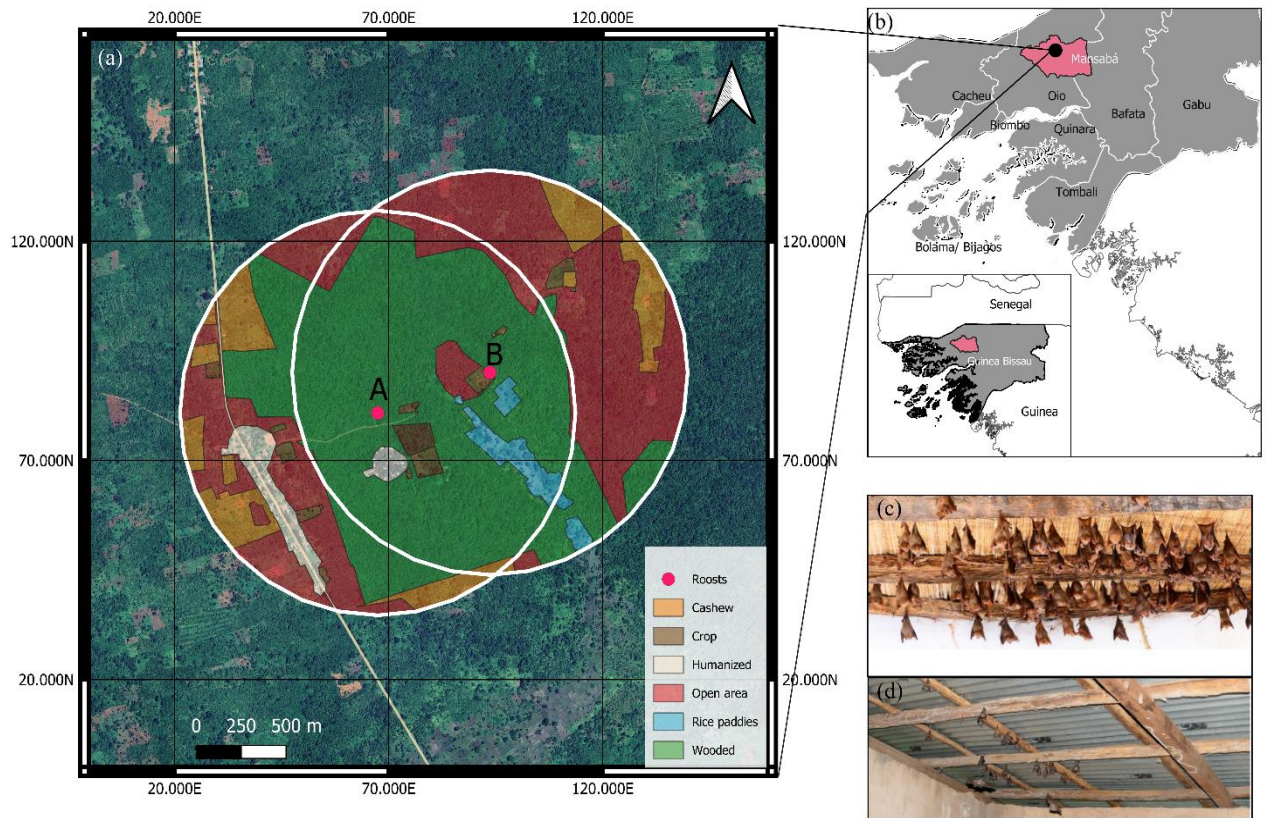 20.000E 70.000E 120.000E
(a)
120.000N
70.000N
20.000N
A
B
Roosts
Cashew
Crop
Humanized
Open area
Rice paddies
Wooded
0 250 500 m
120.000N
70.000N
20.000N
20.000E 70.000E 120.000E
(b)
Mansabá
Cacheu
Oio
Bafata
Gabu
Biombo
Quinara
Tombali
Boláma/ Bijagos
Senegal
Guinea Bissau
Guinea
(c)
(d)